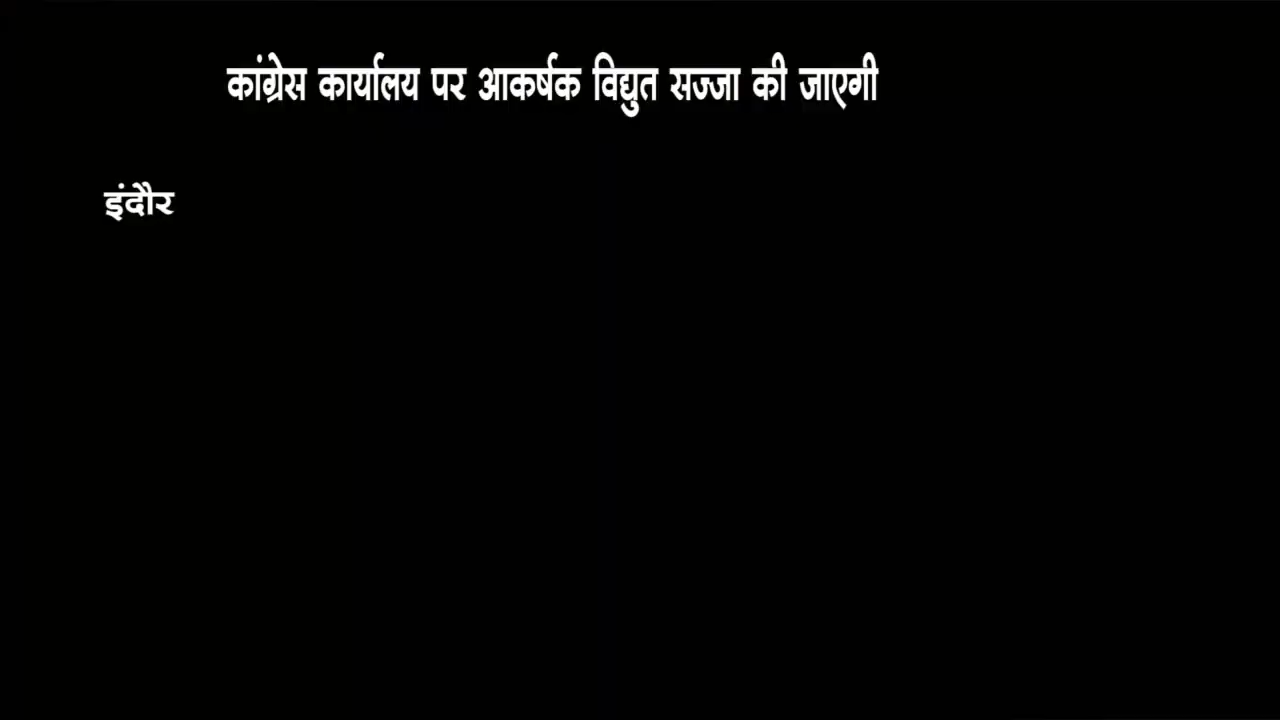 कांग्रेस कार्यालय पर आकर्षक विद्युत सज्जा की जाएगी
इंदौर